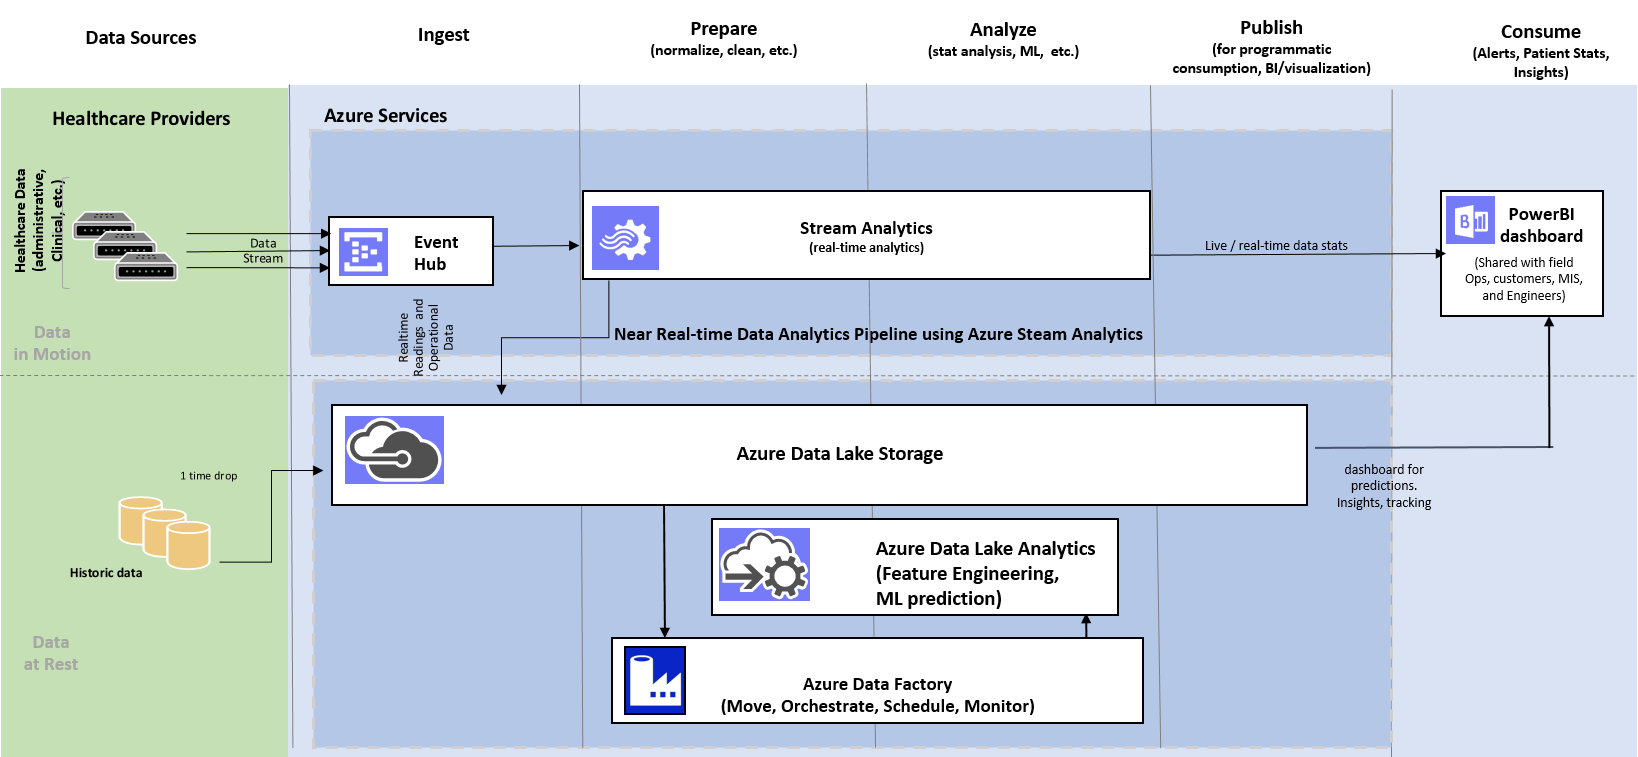 Data Sources
Ingest
Prepare
(normalize, clean, etc.)
Analyze
(stat analysis, ML, etc.)
Publish
(for programmatic
consumption, BI/visualization)
Consume
(Alerts, Patient Stats,
Insights)
Healthcare Providers
Azure Services
Healthcare Data
(administrative,
Clinical, etc.)
Data
Stream
Event
Hub
Stream Analytics
(real-time analytics)
Live / real-time data stats
B
PowerBI
dashboard
(Shared with field
Ops, customers, MIS,
and Engineers)
Data
in Motion
Realtime
Readings and
Operational
Data
Near Real-time Data Analytics Pipeline using Azure Steam Analytics
Azure Data Lake Storage
1 time drop
dashboard for
predictions.
Insights, tracking
Historic data
Azure Data Lake Analytics
(Feature Engineering,
ML prediction)
Data
at Rest
Azure Data Factory
(Move, Orchestrate, Schedule, Monitor)